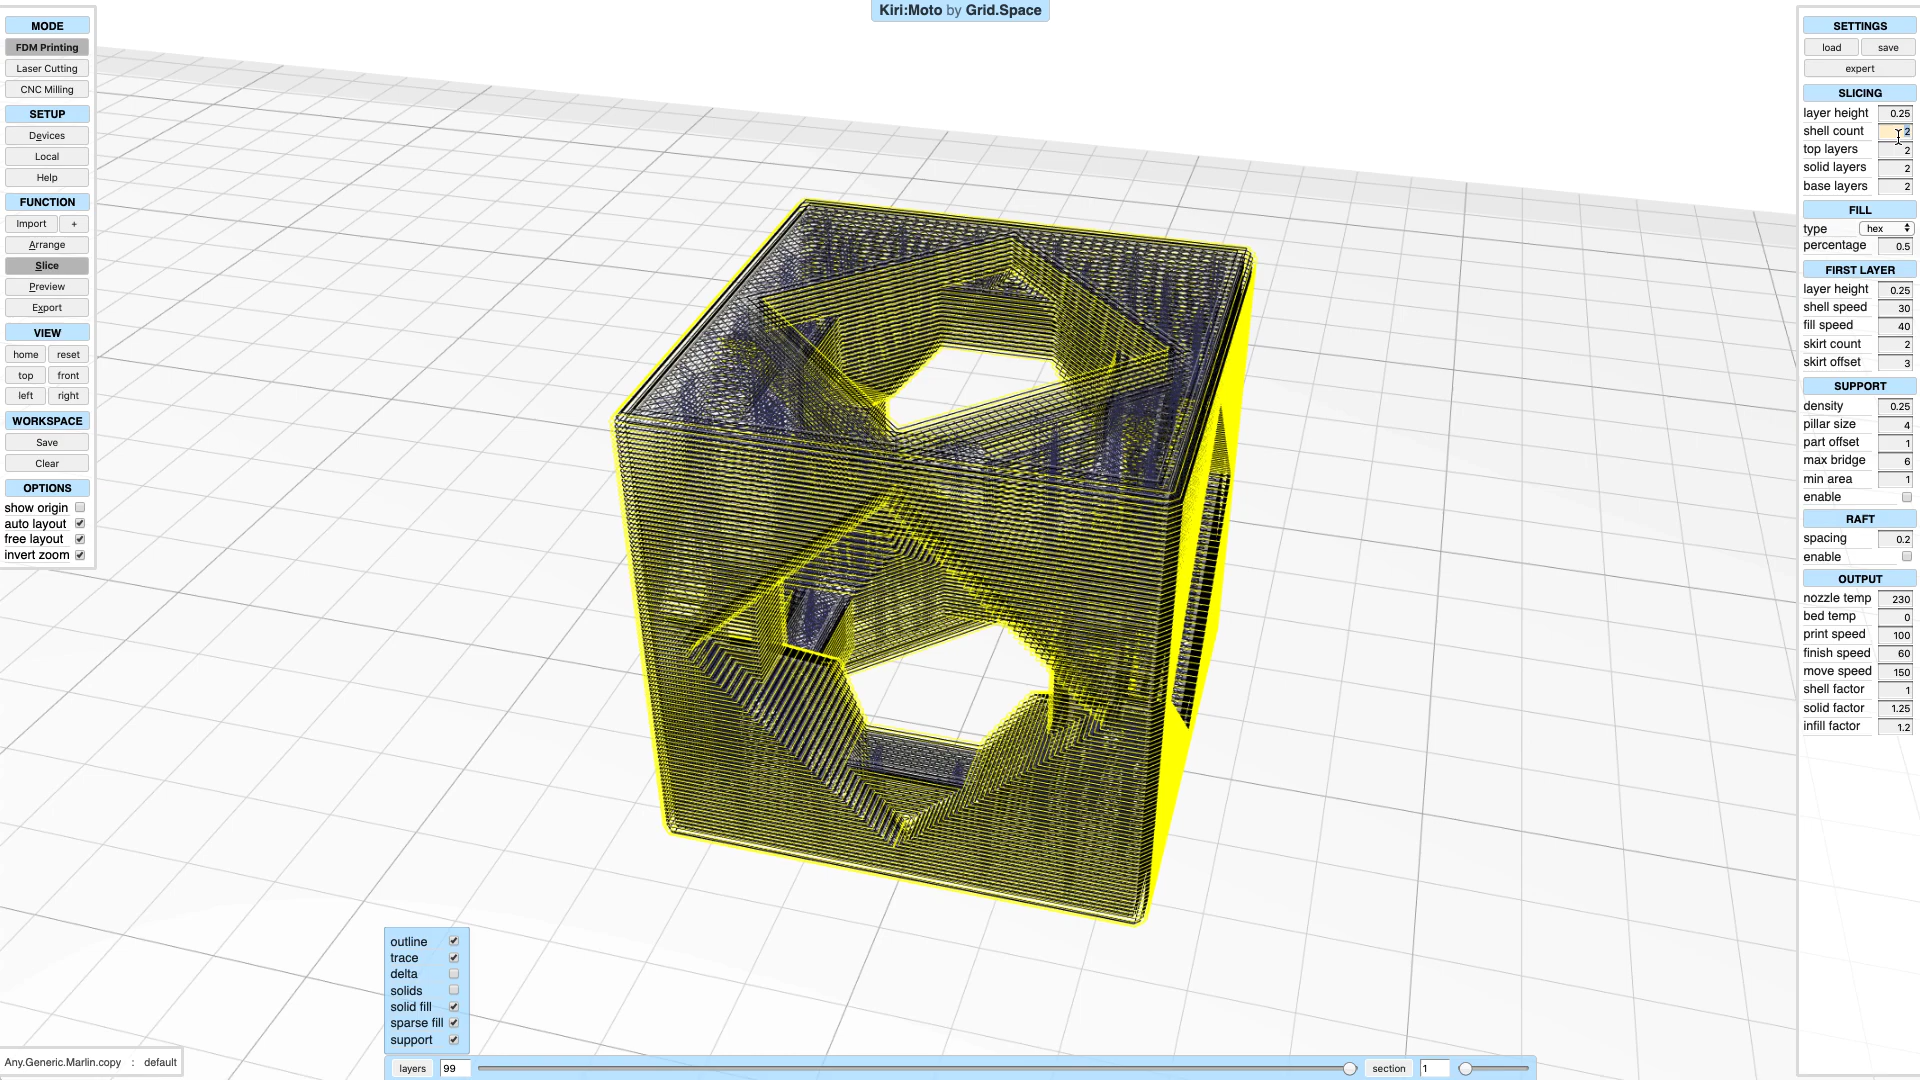 Kiri:Moto by Grid.Space
MODE
FDM Printing
Laser Cutting
CNC Milling
SETUP
Devices
Local
Help
FUNCTION
Import +
Arrange
Slice
Preview
Export
VIEW
home reset
top front
left right
WORKSPACE
Save
Clear
OPTIONS
show origin
auto layout
free layout
invert zoom
Any.Generic.Marlin.copy : default
outline
trace
delta
solids
solid fill
sparse fill
support
layers 99 section 1
SETTINGS
load save
expert
SLICING
layer height 0.25
shell count 2
top layers 2
solid layers 2
base layers 2
FILL
type hex
percentage 0.5
FIRST LAYER
layer height 0.25
shell speed 30
fill speed 40
skirt count 2
skirt offset 3
SUPPORT
density 0.25
pillar size 4
part offset 1
max bridge 6
min area 1
enable
RAFT
spacing 0.2
enable
OUTPUT
nozzle temp 230
bed temp 0
print speed 100
finish speed 60
move speed 150
shell factor 1
solid factor 1.25
infill factor 1.2